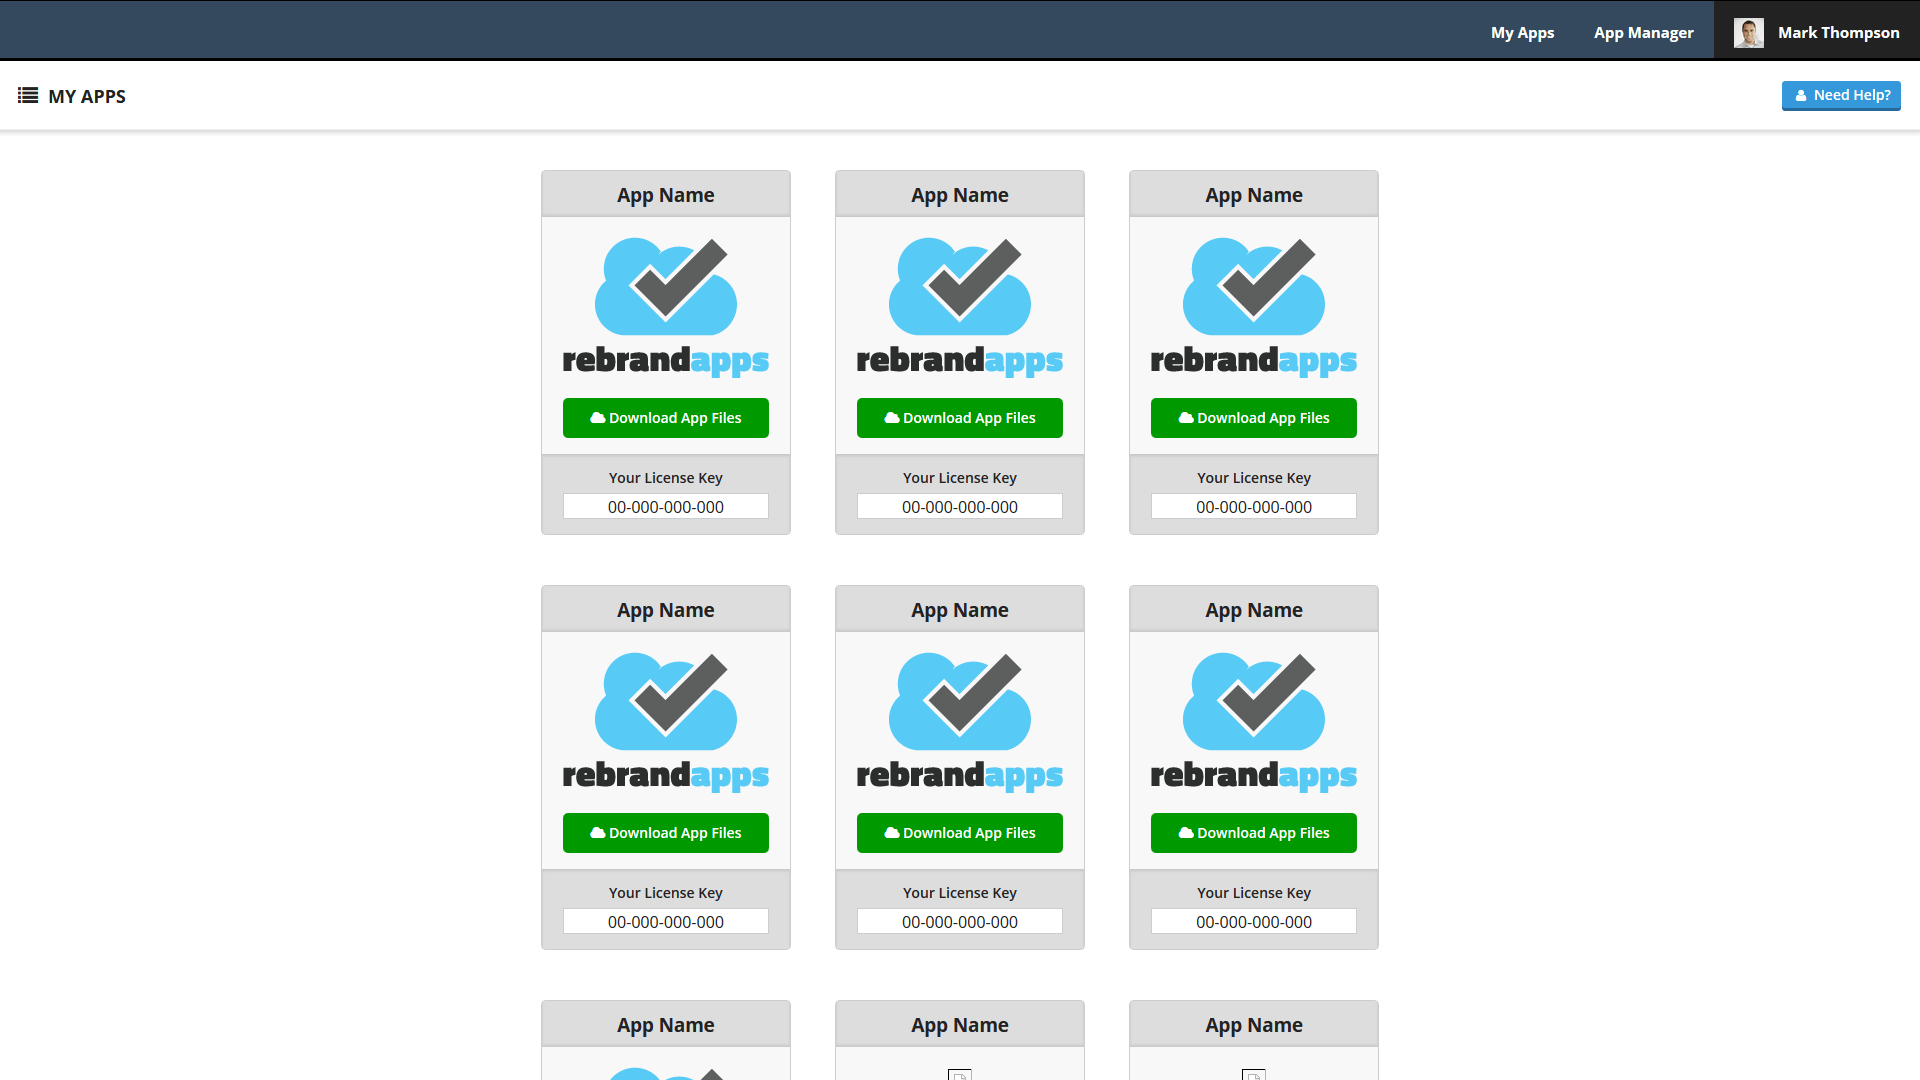 My Apps App Manager Mark Thompson
MY APPS Need Help?
App Name App Name App Name
rebrandapps rebrandapps rebrandapps
Download App Files Download App Files Download App Files
Your License Key Your License Key Your License Key
00-000-000-000 00-000-000-000 00-000-000-000
App Name App Name App Name
rebrandapps rebrandapps rebrandapps
Download App Files Download App Files Download App Files
Your License Key Your License Key Your License Key
00-000-000-000 00-000-000-000 00-000-000-000
App Name App Name App Name